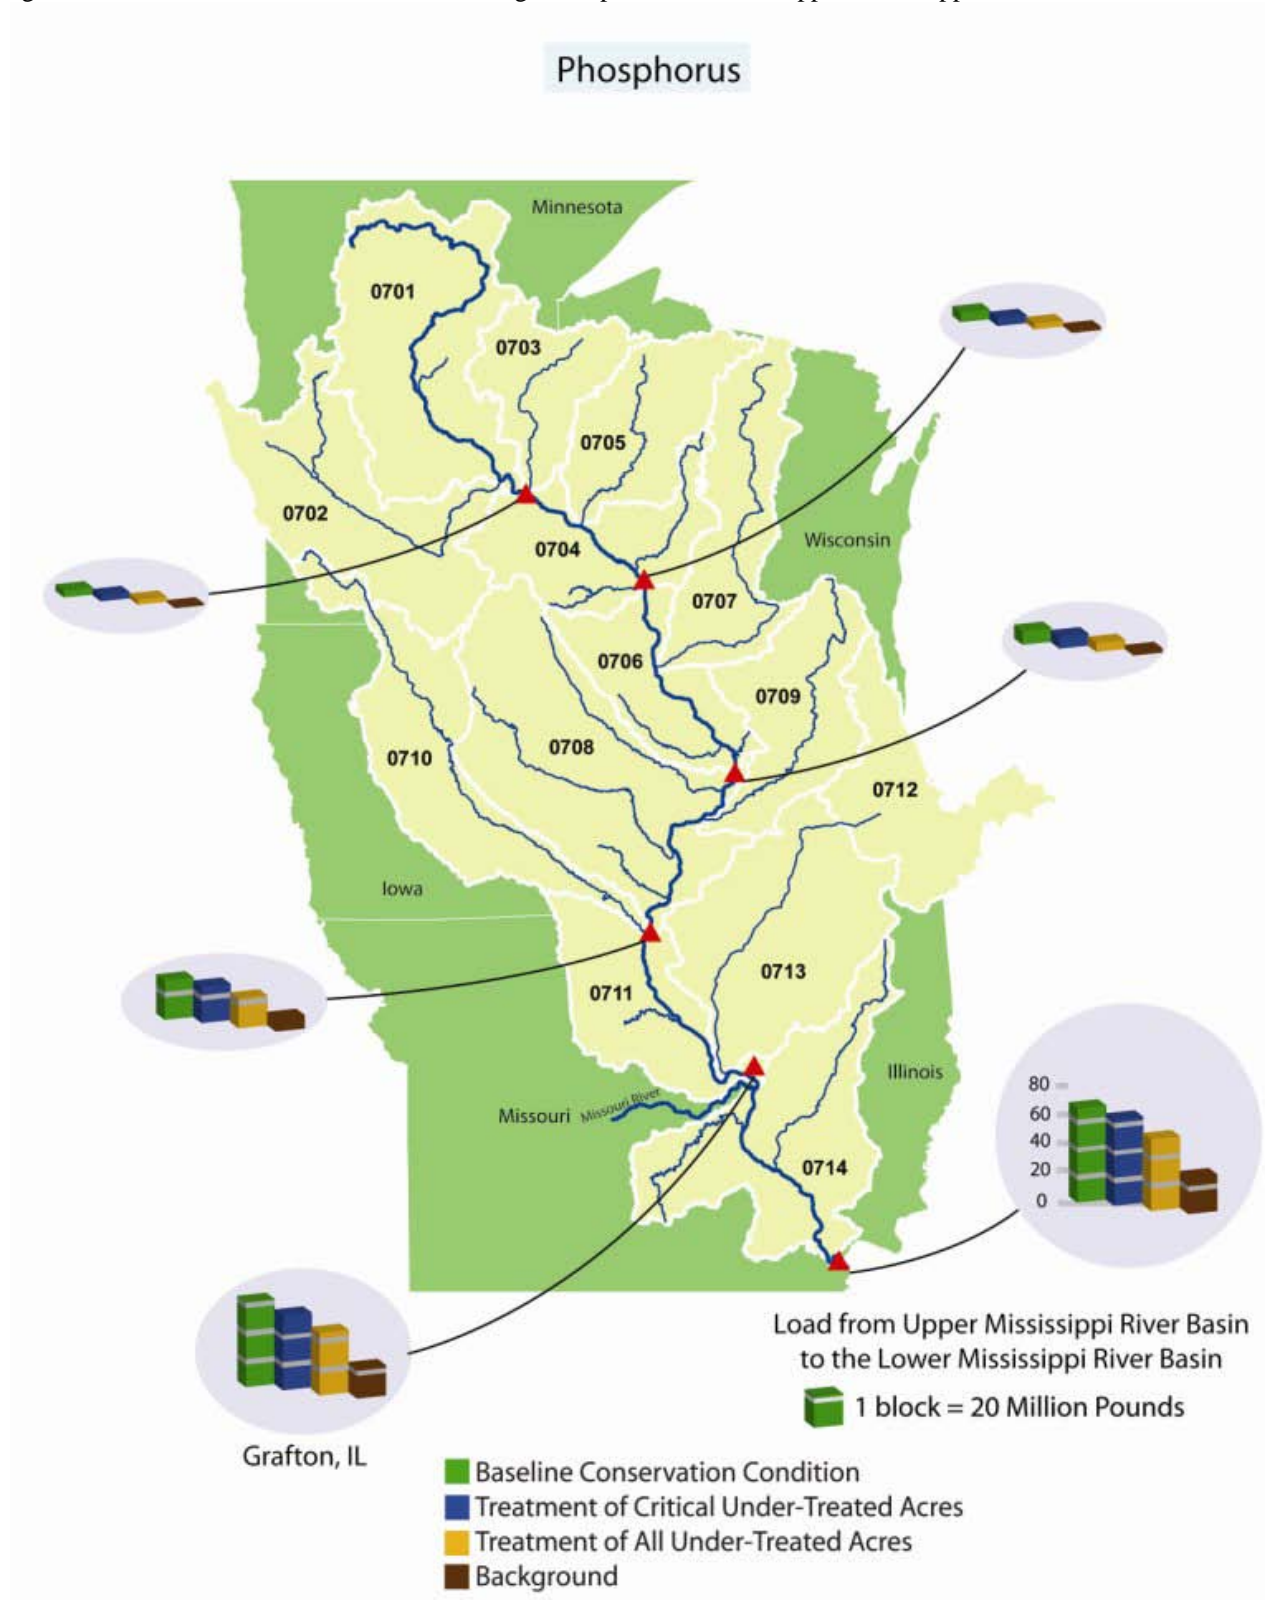 Phosphorus
Minnesota
0701
0703
0705
0702
0704
Wisconsin
0707
0706
0709
0708
0710
0712
Iowa
0713
0711
Illinois
80
Missouri
Missouri River
60
40
0714
20
0
Load from Upper Mississippi River Basin
to the Lower Mississippi River Basin
1 block = 20 Million Pounds
Grafton, IL
Baseline Conservation Condition
Treatment of Critical Under-Treated Acres
Treatment of All Under-Treated Acres
Background